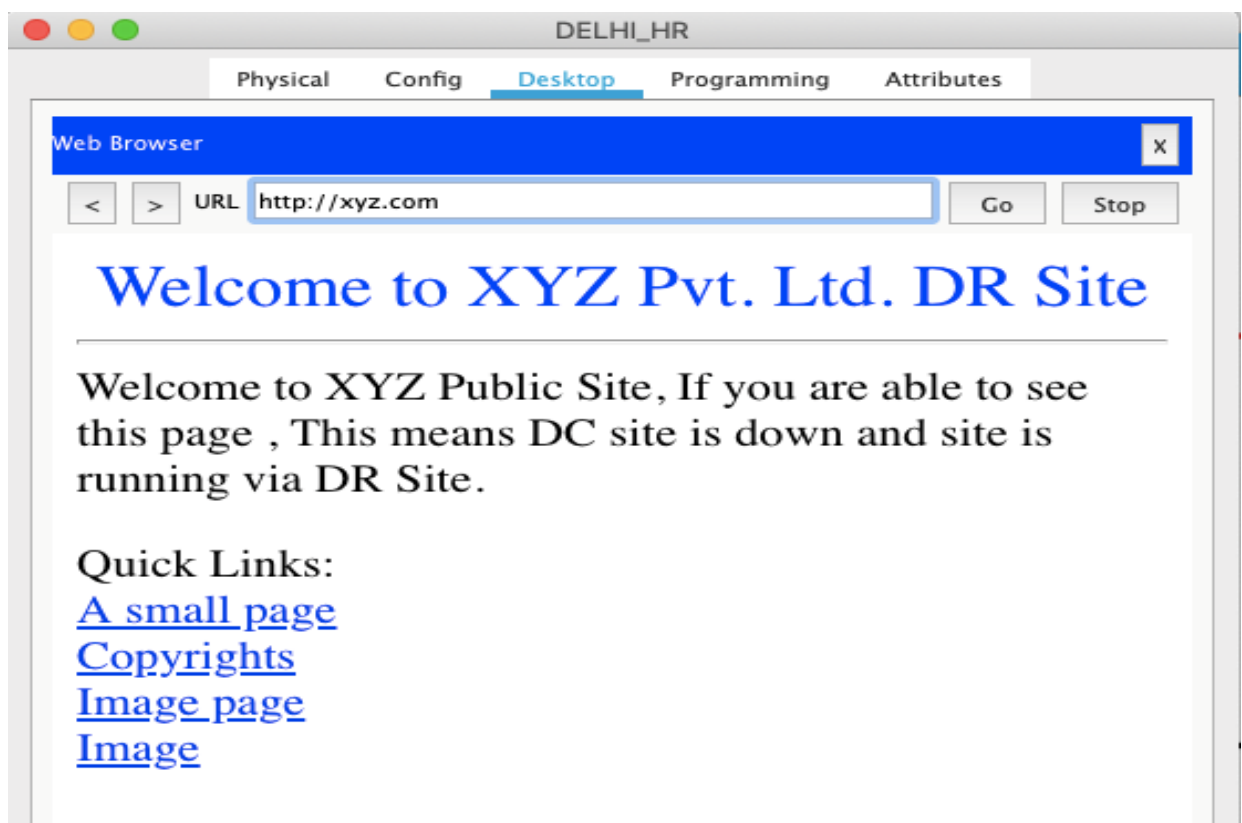 DELHI_HR
Physical Config Desktop Programming Attributes
Web Browser x
< > URL http://xyz.com Go Stop
Welcome to XYZ Pvt. Ltd. DR Site
Welcome to XYZ Public Site, If you are able to see
this page , This means DC site is down and site is
running via DR Site.
Quick Links:
A small page
Copyrights
Image page
Image